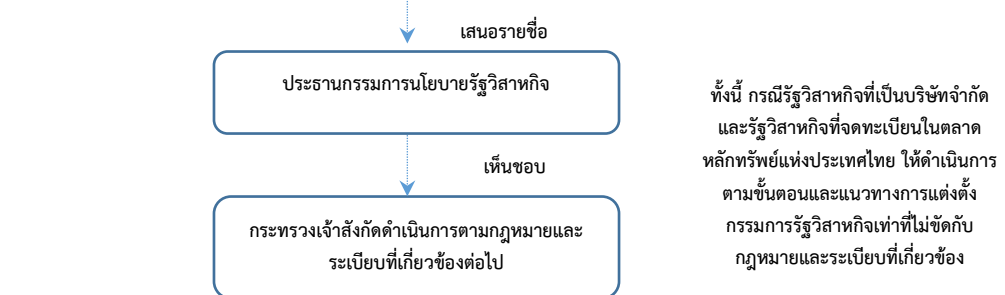 เสนอรายชื่อ
ประธานกรรมการนโยบายรัฐวิสาหกิจ
เห็นชอบ
กระทรวงเจ้าสังกัดดำเนินการตามกฎหมายและ
ระเบียบที่เกี่ยวข้องต่อไป
ทั้งนี้ กรณีรัฐวิสาหกิจที่เป็นบริษัทจำกัด
และรัฐวิสาหกิจที่จดทะเบียนในตลาด
หลักทรัพย์แห่งประเทศไทย ให้ดำเนินการ
ตามขั้นตอนและแนวทางการแต่งตั้ง
กรรมการรัฐวิสาหกิจเท่าที่ไม่ขัดกับ
กฎหมายและระเบียบที่เกี่ยวข้อง